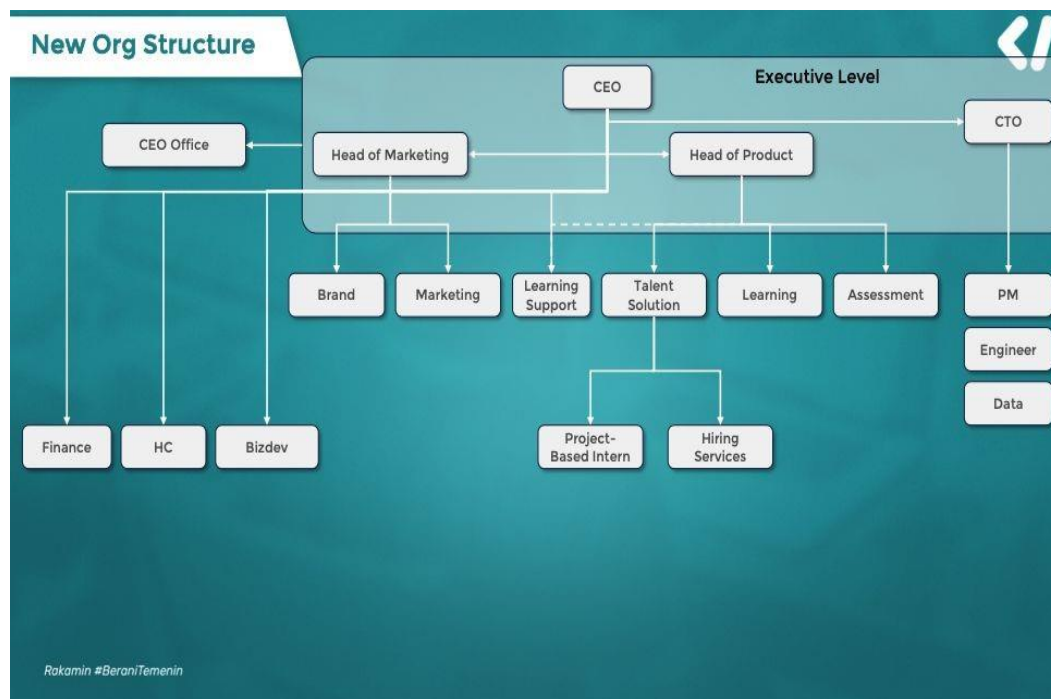 New Org Structure
Executive Level
CEO
CTO
CEO Office
Head of Marketing
Head of Product
Brand
Marketing
Learning
Support
Talent
Solution
Learning
Assessment
PM
Engineer
Data
Finance
HC
Bizdev
Project-
Based Intern
Hiring
Services
Rakamin #BeraniTemenin